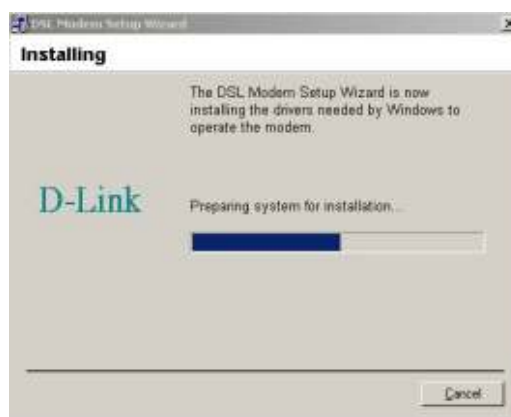 DSL Modem Setup Wizard
Installing
The DSL Modem Setup Wizard is now
installing the drivers needed by Windows to
operate the modem.
D-Link
Preparing system for installation...
Cancel